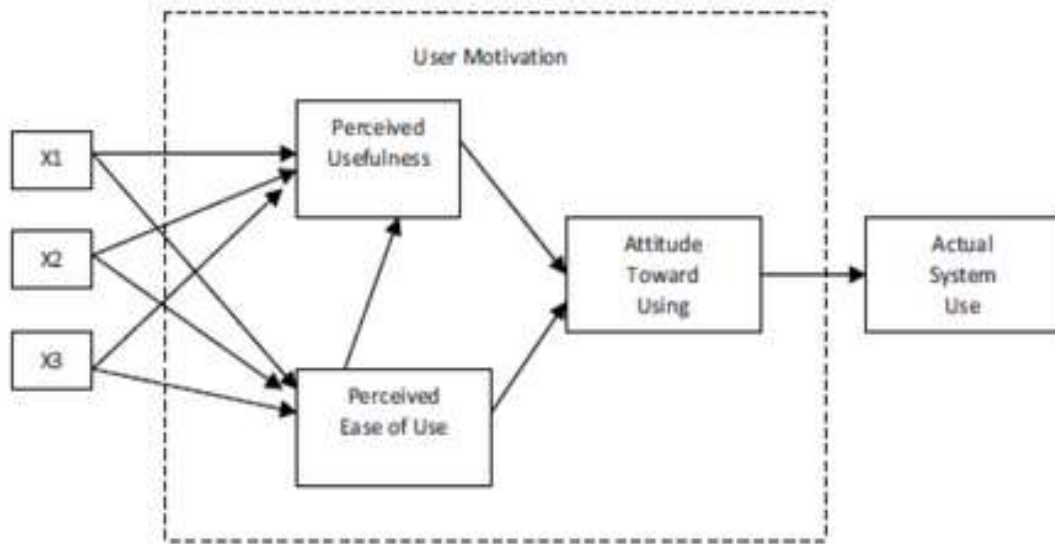 User Motivation
Perceived
Usefulness
X1
X2
X3
Attitude
Toward
Using
Actual
System
Use
Perceived
Ease of Use